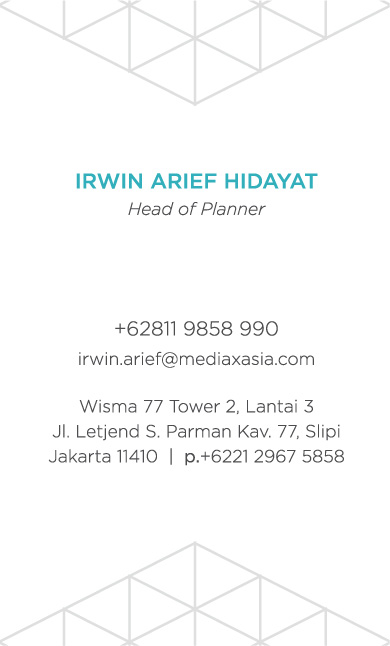 IRWIN ARIEF HIDAYAT
Head of Planner
+62811 9858 990
irwin.arief@mediaxasia.com
Wisma 77 Tower 2, Lantai 3
Jl. Letjend S. Parman Kav. 77, Slipi
Jakarta 11410 | p.+6221 2967 5858